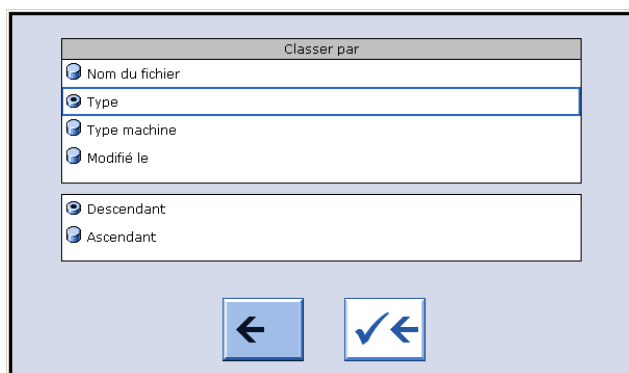 Classer par
Nom du fichier
Type
Type machine
Modifié le
Descendant
Ascendant